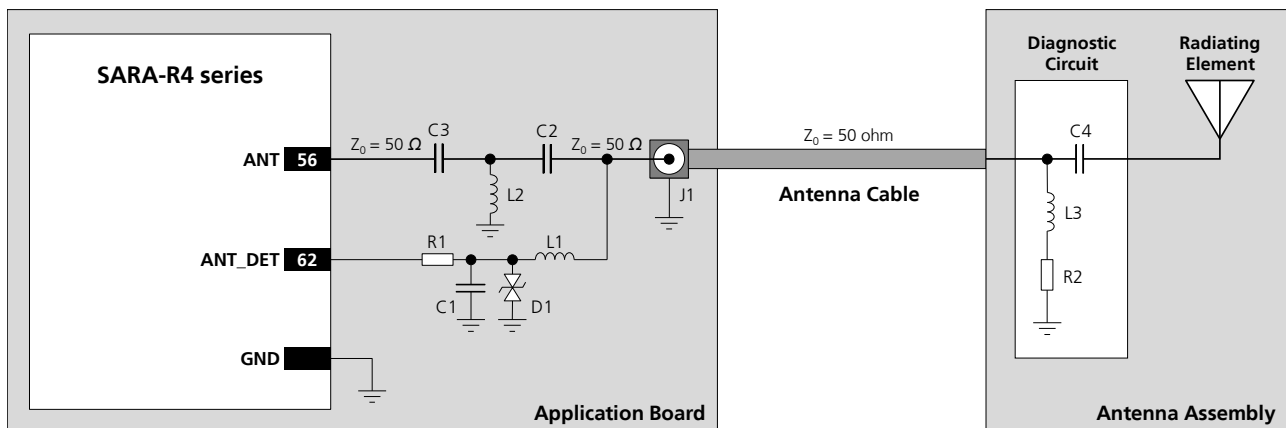 SARA-R4 series
Diagnostic
Circuit
Radiating
Element
ANT 56
Z₀ = 50 Ω
C3
C2
Z₀ = 50 Ω
L2
J1
Z₀ = 50 ohm
Antenna Cable
C4
L3
R2
ANT_DET 62
R1
L1
C1
D1
GND
Application Board
Antenna Assembly